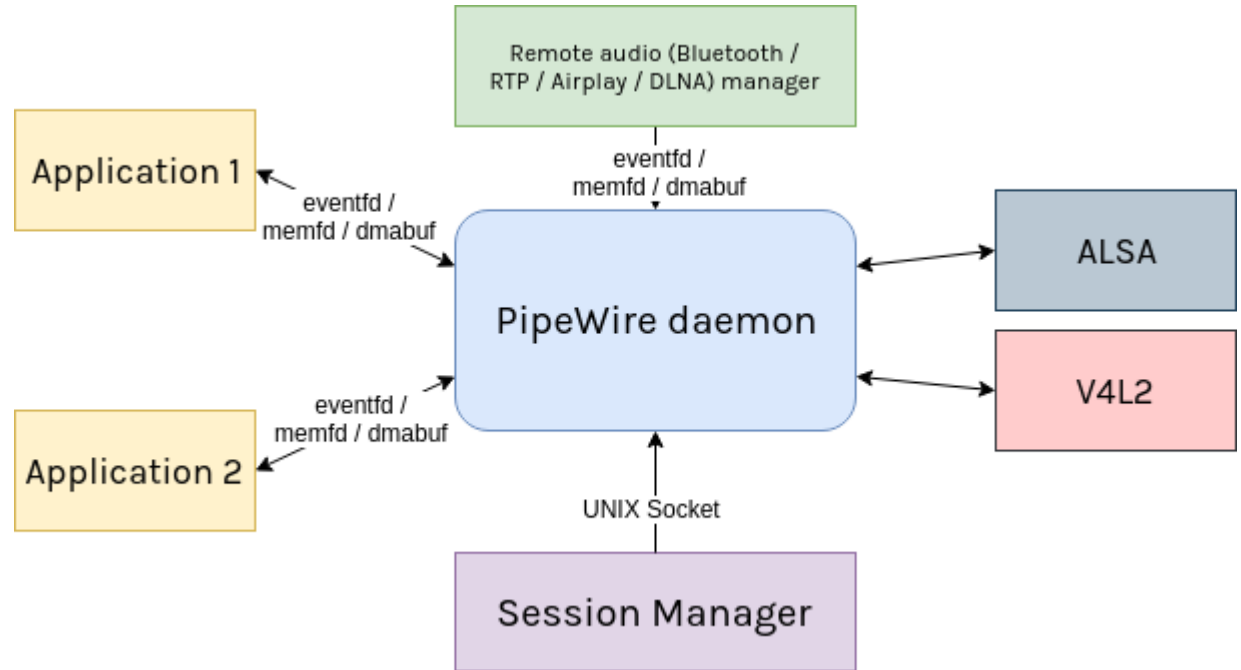 Remote audio (Bluetooth /
RTP / Airplay / DLNA) manager
eventfd /
memfd / dmabuf
Application 1
eventfd /
memfd / dmabuf
PipeWire daemon
ALSA
V4L2
eventfd /
memfd / dmabuf
Application 2
UNIX Socket
Session Manager